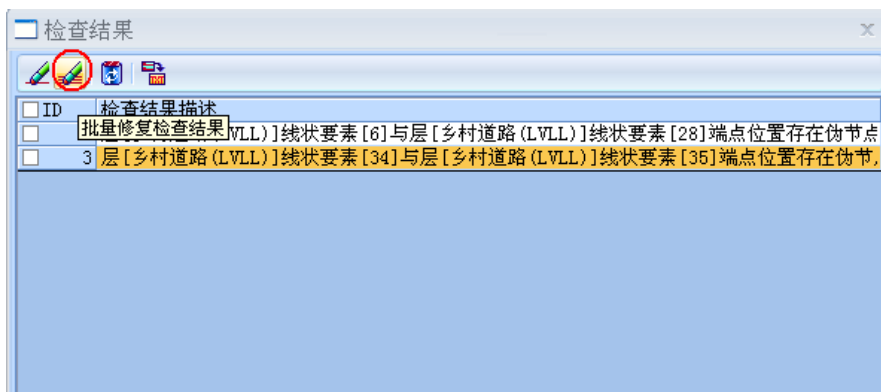 检查结果
ID 检查结果描述
批量修复检查结果 VLL)]线状要素[6]与层[乡村道路(LVLL)]线状要素[28]端点位置存在伪节点
3 层[乡村道路(LVLL)]线状要素[34]与层[乡村道路(LVLL)]线状要素[35]端点位置存在伪节,